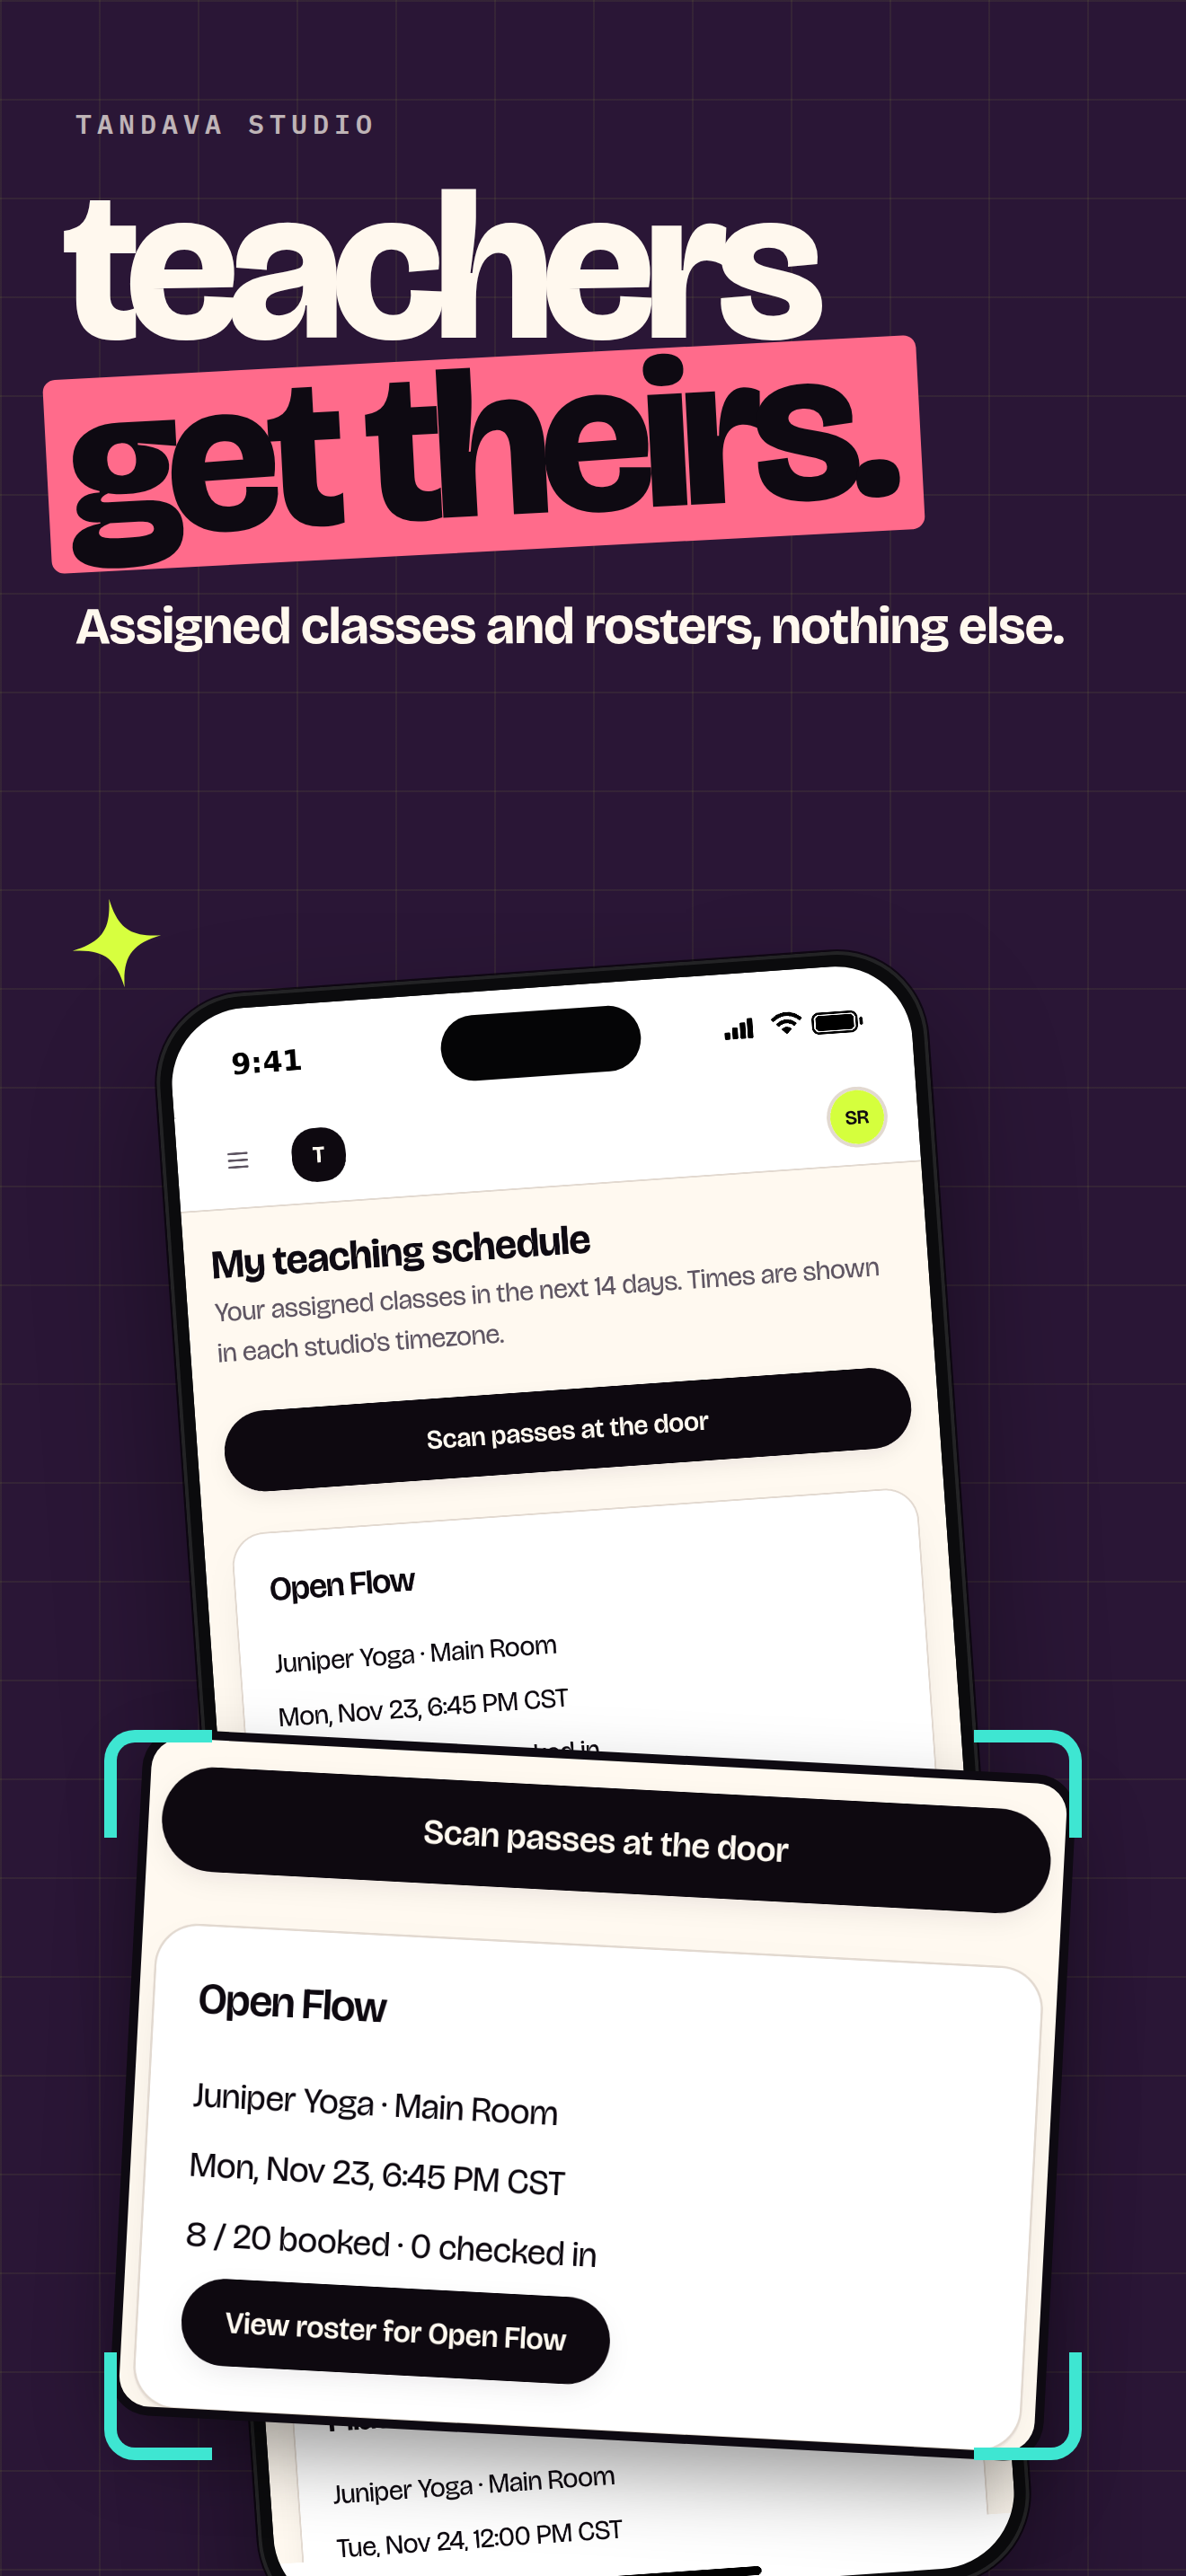 TANDAVA STUDIO
teachers
get theirs.
Assigned classes and rosters, nothing else.
9:41
T
SR
My teaching schedule
Your assigned classes in the next 14 days. Times are shown
in each studio's timezone.
Scan passes at the door
Open Flow
Juniper Yoga · Main Room
Mon, Nov 23, 6:45 PM CST
in
Scan passes at the door
Open Flow
Juniper Yoga · Main Room
Mon, Nov 23, 6:45 PM CST
8 / 20 booked · 0 checked in
View roster for Open Flow
Juniper Yoga · Main Room
Tue, Nov 24, 12:00 PM CST